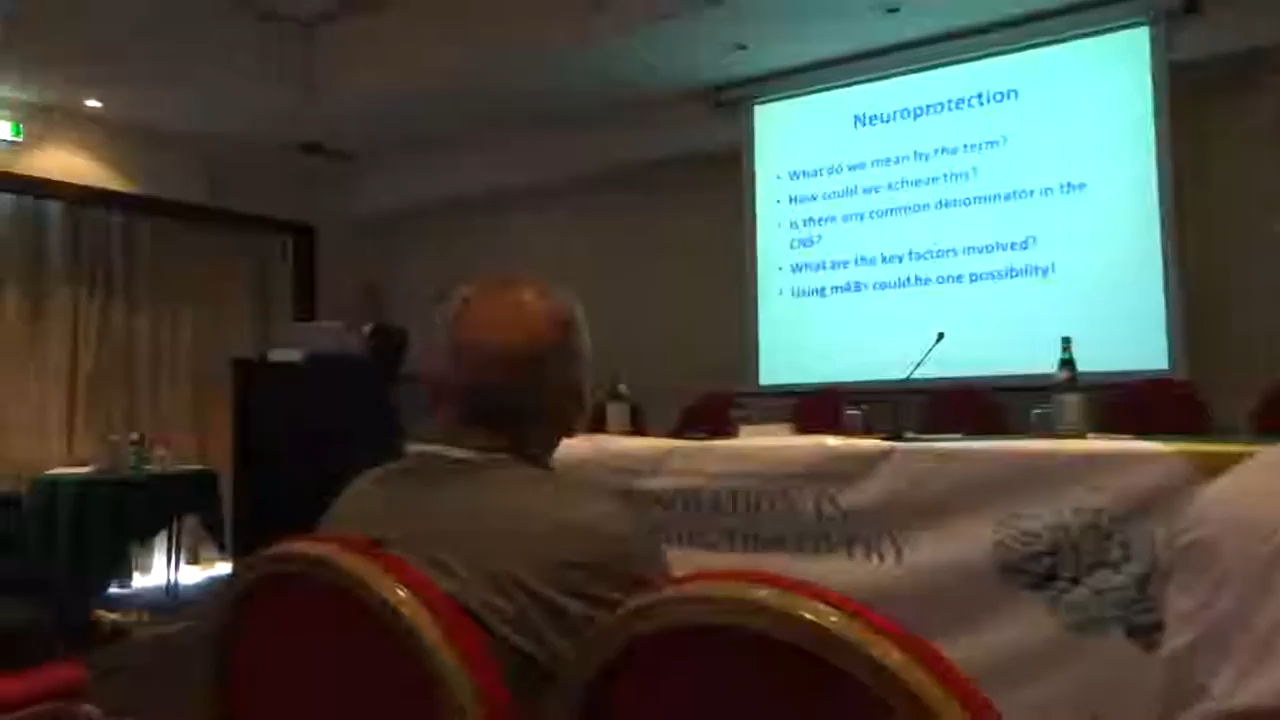 Neuroprotection
• What do we mean by the term?
• How could we achieve this?
• Is there any common denominator in the
CNS?
• What are the key factors involved?
• Using mABs could be one possibility!